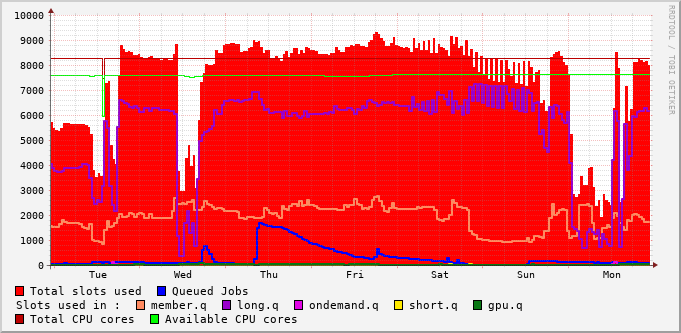 10000
9000
8000
7000
6000
5000
4000
3000
2000
1000
0
Tue Wed Thu Fri Sat Sun Mon
RRDTOOL / TOBI OETIKER
Total slots used Queued Jobs
Slots used in : member.q long.q ondemand.q short.q gpu.q
Total CPU cores Available CPU cores